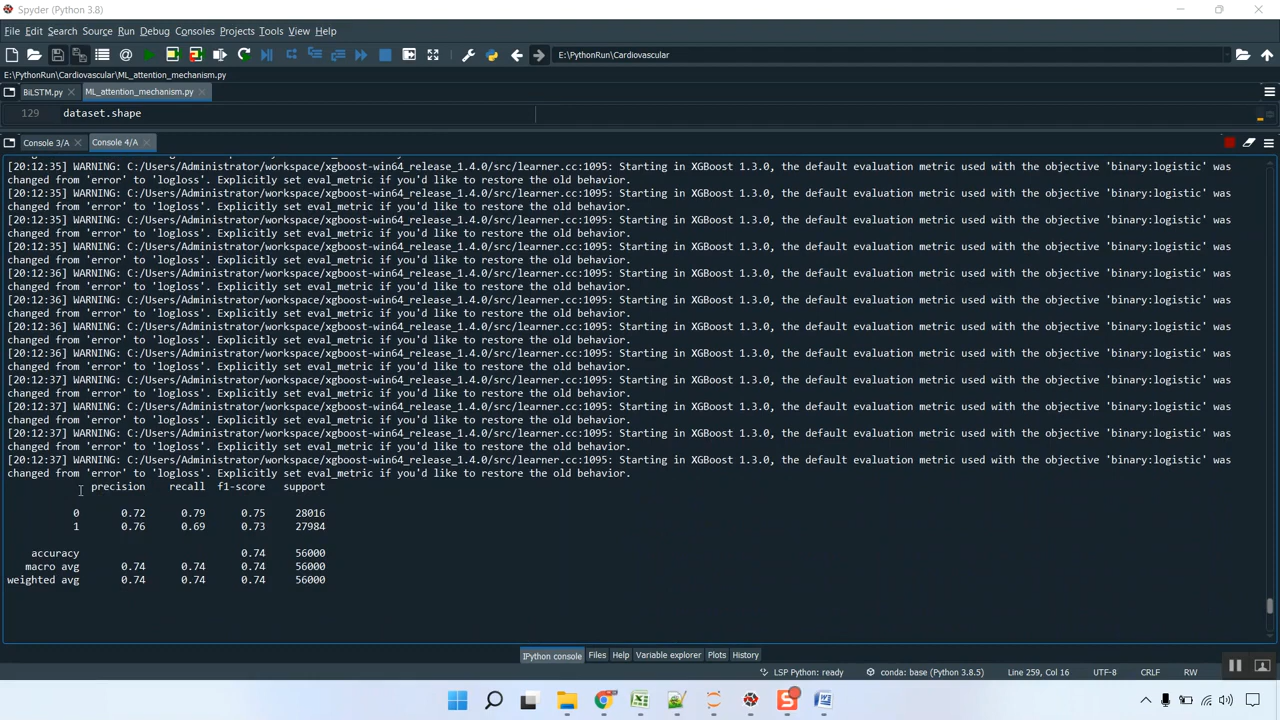 Spyder (Python 3.8)
File Edit Search Source Run Debug Consoles Projects Tools View Help
E:\PythonRun\Cardiovascular
E:\PythonRun\Cardiovascular\ML_attention_mechanism.py
BiLSTM.py ML_attention_mechanism.py
129 dataset.shape
Console 3/A Console 4/A
[20:12:35] WARNING: C:/Users/Administrator/workspace/xgboost-win64_release_1.4.0/src/learner.cc:1095: Starting in XGBoost 1.3.0, the default evaluation metric used with the objective 'binary:logistic' was
changed from 'error' to 'logloss'. Explicitly set eval_metric if you'd like to restore the old behavior.
[20:12:35] WARNING: C:/Users/Administrator/workspace/xgboost-win64_release_1.4.0/src/learner.cc:1095: Starting in XGBoost 1.3.0, the default evaluation metric used with the objective 'binary:logistic' was
changed from 'error' to 'logloss'. Explicitly set eval_metric if you'd like to restore the old behavior.
[20:12:35] WARNING: C:/Users/Administrator/workspace/xgboost-win64_release_1.4.0/src/learner.cc:1095: Starting in XGBoost 1.3.0, the default evaluation metric used with the objective 'binary:logistic' was
changed from 'error' to 'logloss'. Explicitly set eval_metric if you'd like to restore the old behavior.
[20:12:35] WARNING: C:/Users/Administrator/workspace/xgboost-win64_release_1.4.0/src/learner.cc:1095: Starting in XGBoost 1.3.0, the default evaluation metric used with the objective 'binary:logistic' was
changed from 'error' to 'logloss'. Explicitly set eval_metric if you'd like to restore the old behavior.
[20:12:36] WARNING: C:/Users/Administrator/workspace/xgboost-win64_release_1.4.0/src/learner.cc:1095: Starting in XGBoost 1.3.0, the default evaluation metric used with the objective 'binary:logistic' was
changed from 'error' to 'logloss'. Explicitly set eval_metric if you'd like to restore the old behavior.
[20:12:36] WARNING: C:/Users/Administrator/workspace/xgboost-win64_release_1.4.0/src/learner.cc:1095: Starting in XGBoost 1.3.0, the default evaluation metric used with the objective 'binary:logistic' was
changed from 'error' to 'logloss'. Explicitly set eval_metric if you'd like to restore the old behavior.
[20:12:36] WARNING: C:/Users/Administrator/workspace/xgboost-win64_release_1.4.0/src/learner.cc:1095: Starting in XGBoost 1.3.0, the default evaluation metric used with the objective 'binary:logistic' was
changed from 'error' to 'logloss'. Explicitly set eval_metric if you'd like to restore the old behavior.
[20:12:36] WARNING: C:/Users/Administrator/workspace/xgboost-win64_release_1.4.0/src/learner.cc:1095: Starting in XGBoost 1.3.0, the default evaluation metric used with the objective 'binary:logistic' was
changed from 'error' to 'logloss'. Explicitly set eval_metric if you'd like to restore the old behavior.
[20:12:37] WARNING: C:/Users/Administrator/workspace/xgboost-win64_release_1.4.0/src/learner.cc:1095: Starting in XGBoost 1.3.0, the default evaluation metric used with the objective 'binary:logistic' was
changed from 'error' to 'logloss'. Explicitly set eval_metric if you'd like to restore the old behavior.
[20:12:37] WARNING: C:/Users/Administrator/workspace/xgboost-win64_release_1.4.0/src/learner.cc:1095: Starting in XGBoost 1.3.0, the default evaluation metric used with the objective 'binary:logistic' was
changed from 'error' to 'logloss'. Explicitly set eval_metric if you'd like to restore the old behavior.
[20:12:37] WARNING: C:/Users/Administrator/workspace/xgboost-win64_release_1.4.0/src/learner.cc:1095: Starting in XGBoost 1.3.0, the default evaluation metric used with the objective 'binary:logistic' was
changed from 'error' to 'logloss'. Explicitly set eval_metric if you'd like to restore the old behavior.
[20:12:37] WARNING: C:/Users/Administrator/workspace/xgboost-win64_release_1.4.0/src/learner.cc:1095: Starting in XGBoost 1.3.0, the default evaluation metric used with the objective 'binary:logistic' was
changed from 'error' to 'logloss'. Explicitly set eval_metric if you'd like to restore the old behavior.
precision recall f1-score support
0 0.72 0.79 0.75 28016
1 0.76 0.69 0.73 27984
accuracy 0.74 56000
macro avg 0.74 0.74 0.74 56000
weighted avg 0.74 0.74 0.74 56000
IPython console Files Help Variable explorer Plots History
LSP Python: ready conda: base (Python 3.8.5) Line 259, Col 16 UTF-8 CRLF RW